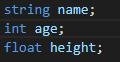 string name;
int age;
float height;